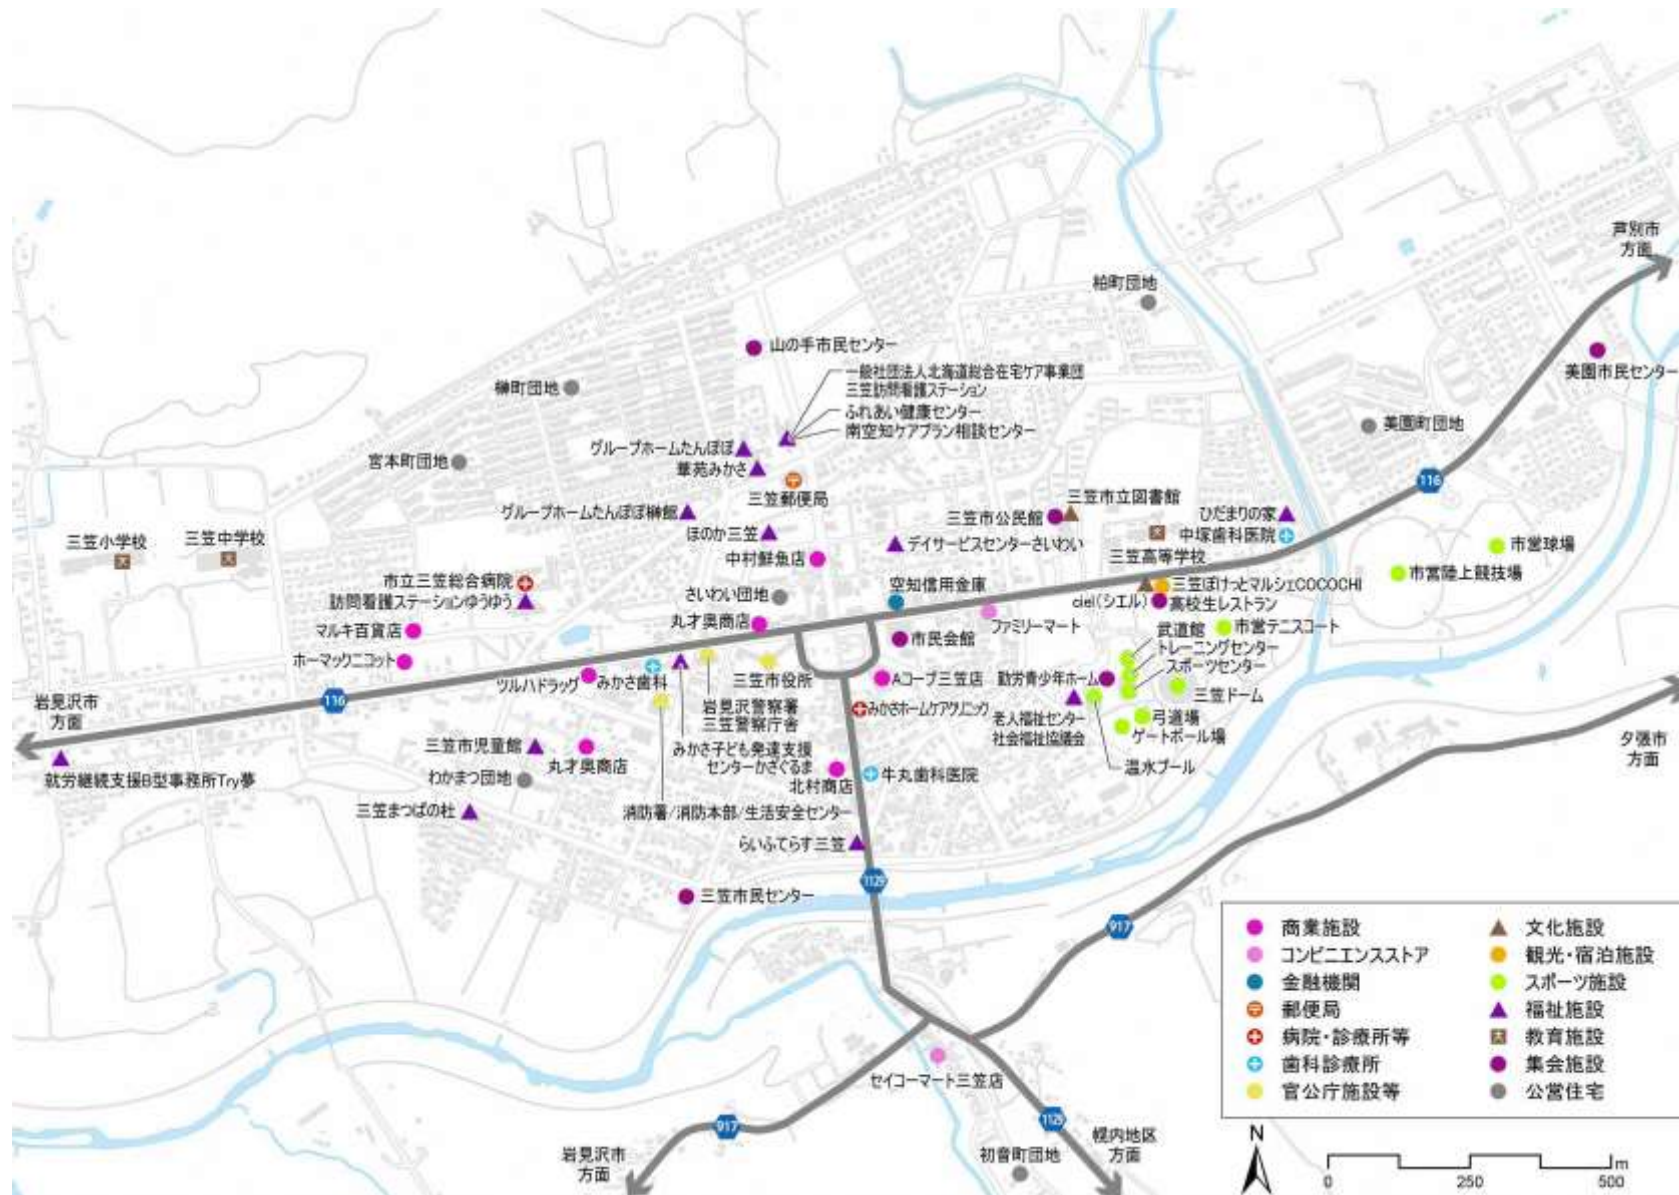 芦別市
方面
柏町団地
山の手市民センター
美園市民センター
一般社団法人北海道総合在宅ケア事業団
三笠訪問看護ステーション
ふれあい健康センター
南空知ケアプラン相談センター
榊町団地
美園町団地
グループホームたんぽぽ
華苑みかさ
宮本町団地
116
三笠郵便局
三笠市立図書館
グループホームたんぽぽ榊館
三笠市公民館
ひだまりの家
ほのか三笠
デイサービスセンターさいわい
中塚歯科医院
三笠小学校
三笠中学校
中村鮮魚店
三笠高等学校
市営球場
市営陸上競技場
市立三笠総合病院
訪問看護ステーションゆうゆう
さいわい団地
空知信用金庫
三笠ぽけっとマルシェCOCOCHI
ciel(シエル)
高校生レストラン
マルキ百貨店
丸才奥商店
ファミリーマート
市民会館
武道館
市営テニスコート
トレーニングセンター
スポーツセンター
ホーマックニコット
ツルハドラッグ
みかさ歯科
三笠市役所
Aコープ三笠店
勤労青少年ホーム
三笠ドーム
岩見沢市
方面
116
岩見沢警察署
三笠警察庁舎
みかさホームケアクリニック
老人福祉センター
社会福祉協議会
弓道場
ゲートボール場
夕張市
方面
三笠市児童館
丸才奥商店
みかさ子ども発達支援
センターかざぐるま
温水プール
就労継続支援B型事務所Try夢
わかまつ団地
北村商店
牛丸歯科医院
三笠まつばの杜
消防署/消防本部/生活安全センター
らいふてらす三笠
1129
三笠市民センター
917
商業施設
コンビニエンスストア
金融機関
郵便局
病院・診療所等
歯科診療所
官公庁施設等
文化施設
観光・宿泊施設
スポーツ施設
福祉施設
教育施設
集会施設
公営住宅
セイコーマート三笠店
917
1129
岩見沢市
方面
初音町団地
幌内地区
方面
N
0
250
500
m